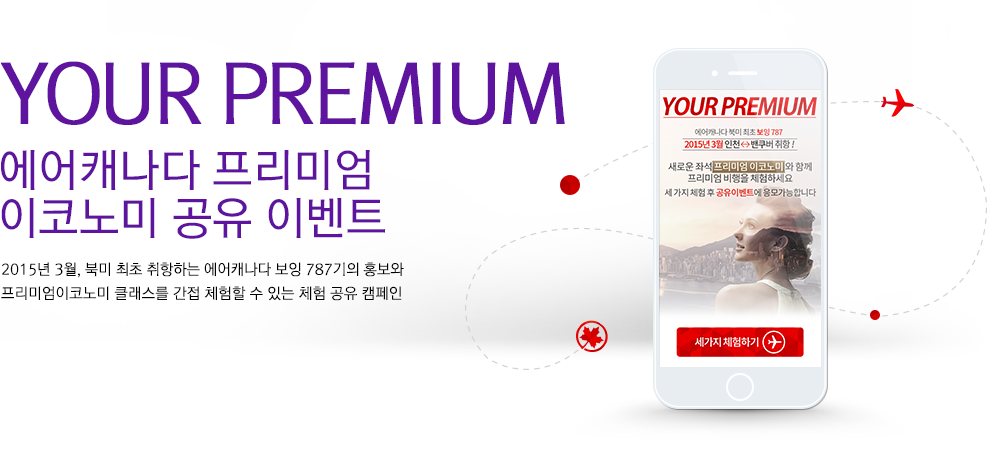 YOUR PREMIUM
에어캐나다 프리미엄
이코노미 공유 이벤트
2015년 3월, 북미 최초 취항하는 에어캐나다 보잉 787기의 홍보와
프리미엄이코노미 클래스를 간접 체험할 수 있는 체험 공유 캠페인
YOUR PREMIUM
에어캐나다 북미 최초 보잉 787
2015년 3월 인천↔밴쿠버 취항!
새로운 좌석 프리미엄 이코노미와 함께
프리미엄 비행을 체험하세요
세 가지 체험 후 공유이벤트에 응모가능합니다
세가지 체험하기